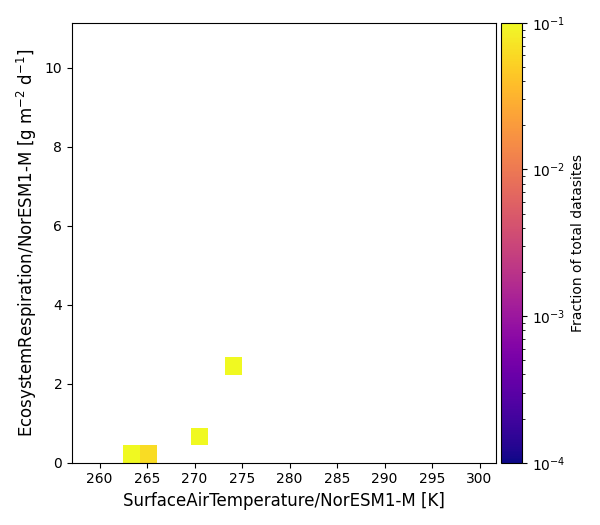 EcosystemRespiration/NorESM1-M [g m⁻² d⁻¹]
10
8
6
4
2
0
260 265 270 275 280 285 290 295 300
SurfaceAirTemperature/NorESM1-M [K]
10⁻¹
10⁻²
10⁻³
10⁻⁴
Fraction of total datasites